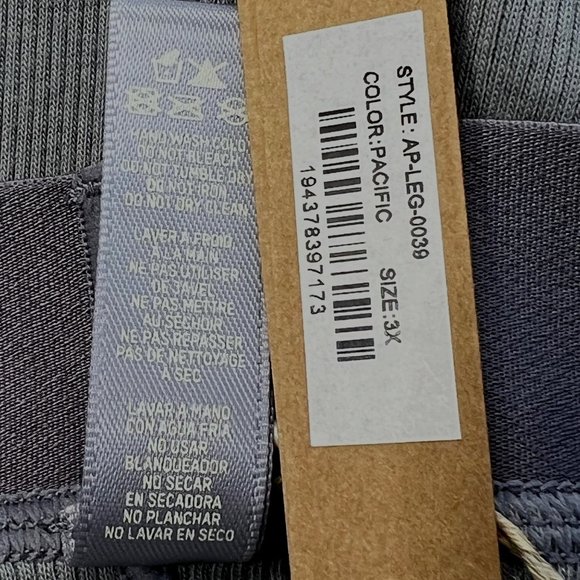 HAND WASH COLD
DO NOT BLEACH
DO NOT TUMBLE DRY
DO NOT IRON
DO NOT DRY CLEAN
LAVER À FROID
À LA MAIN
NE PAS UTILISER
DE JAVEL
NE PAS METTRE
AU SECHOIR
PAS REPASSER
PAS DE NETTOYAGE
A SEC
LAVAR A MANO
CON AGUA FRIA
NO USAR
BLANQUEADOR
NO SECAR
EN SECADORA
NO PLANCHAR
NO LAVAR EN SECO
STYLE: AP-LEG-0039
COLOR:PACIFIC SIZE:3X
194378397173